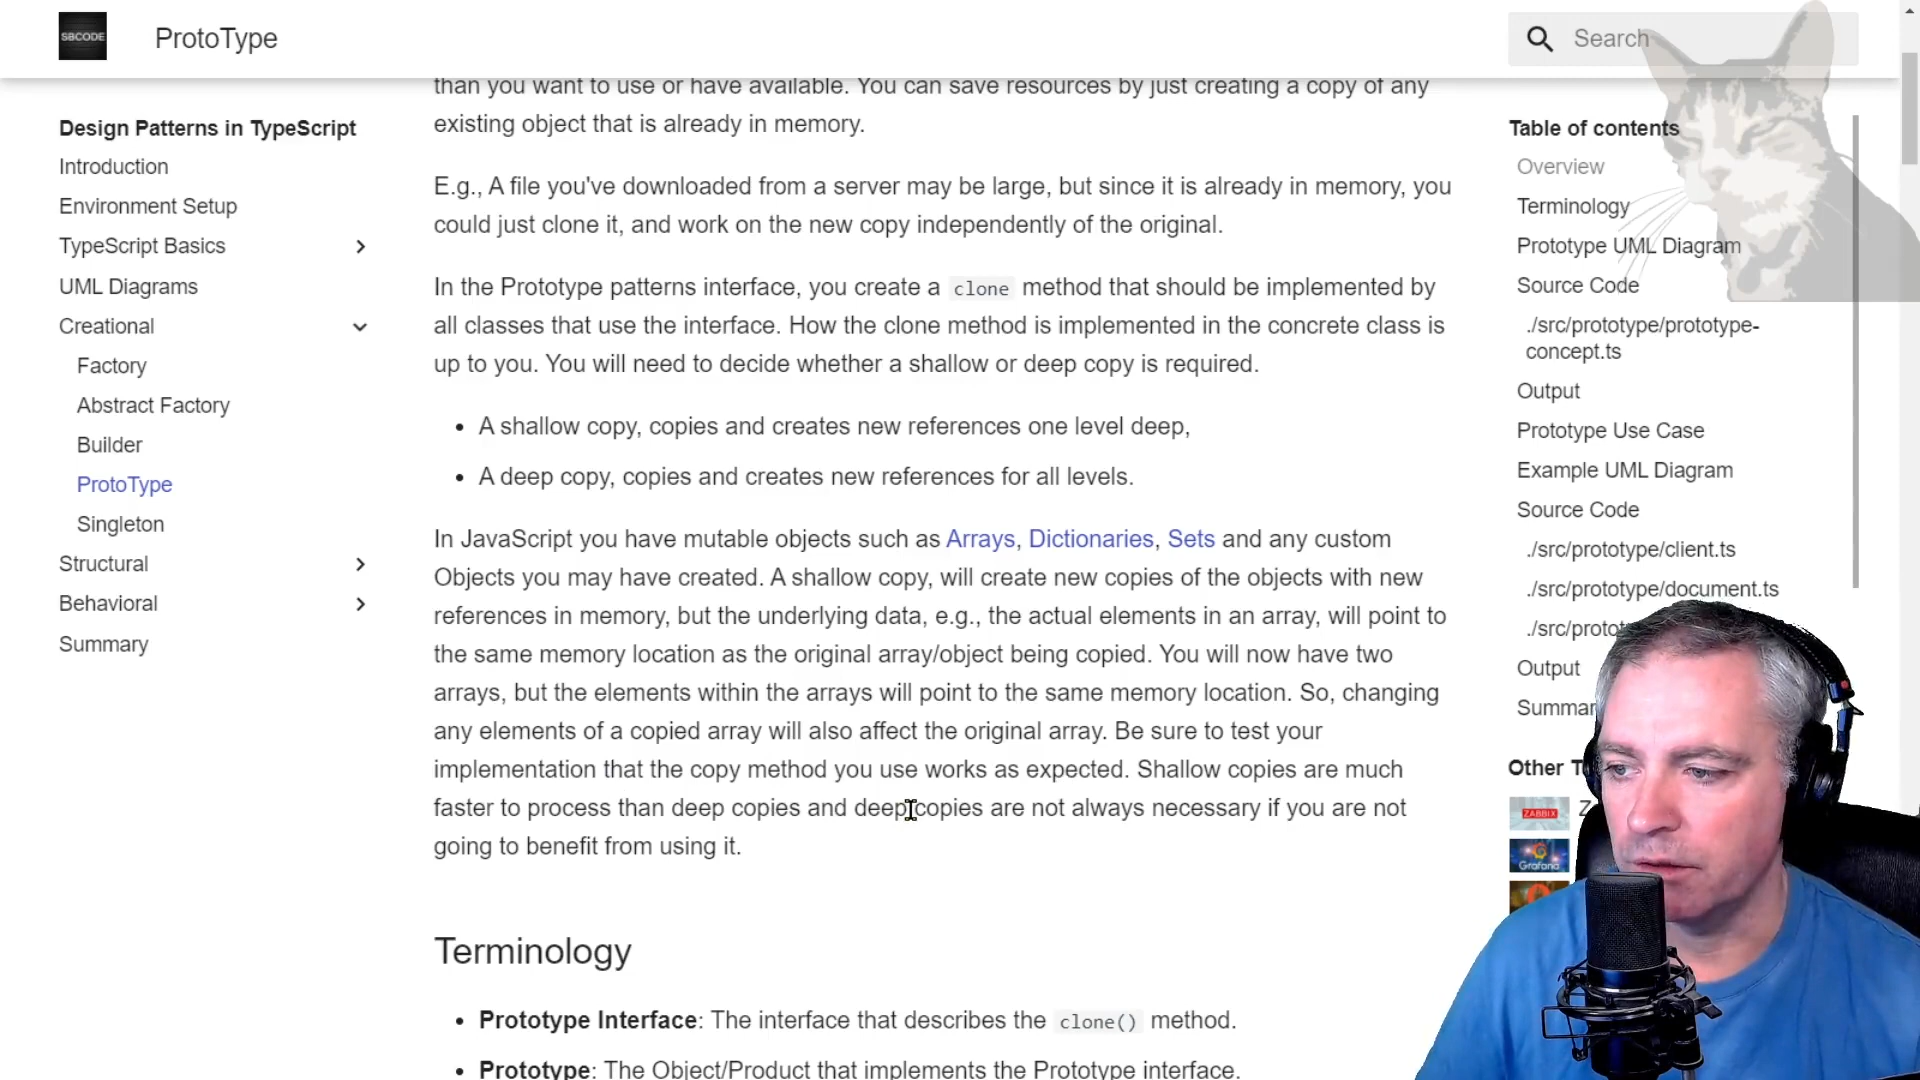 SBCODE
ProtoType
Search
Design Patterns in TypeScript
Introduction
Environment Setup
TypeScript Basics
UML Diagrams
Creational
Factory
Abstract Factory
Builder
ProtoType
Singleton
Structural
Behavioral
Summary
than you want to use or have available. You can save resources by just creating a copy of any
existing object that is already in memory.
E.g., A file you've downloaded from a server may be large, but since it is already in memory, you
could just clone it, and work on the new copy independently of the original.
In the Prototype patterns interface, you create a clone method that should be implemented by
all classes that use the interface. How the clone method is implemented in the concrete class is
up to you. You will need to decide whether a shallow or deep copy is required.
• A shallow copy, copies and creates new references one level deep,
• A deep copy, copies and creates new references for all levels.
In JavaScript you have mutable objects such as Arrays, Dictionaries, Sets and any custom
Objects you may have created. A shallow copy, will create new copies of the objects with new
references in memory, but the underlying data, e.g., the actual elements in an array, will point to
the same memory location as the original array/object being copied. You will now have two
arrays, but the elements within the arrays will point to the same memory location. So, changing
any elements of a copied array will also affect the original array. Be sure to test your
implementation that the copy method you use works as expected. Shallow copies are much
faster to process than deep copies and deep copies are not always necessary if you are not
going to benefit from using it.
Terminology
• Prototype Interface: The interface that describes the clone() method.
• Prototype: The Object/Product that implements the Prototype interface.
Table of contents
Overview
Terminology
Prototype UML Diagram
Source Code
./src/prototype/prototype-
concept.ts
Output
Prototype Use Case
Example UML Diagram
Source Code
./src/prototype/client.ts
./src/prototype/document.ts
./src/proto
Output
Summar
Other T
ZABBIX
Z
Grafana